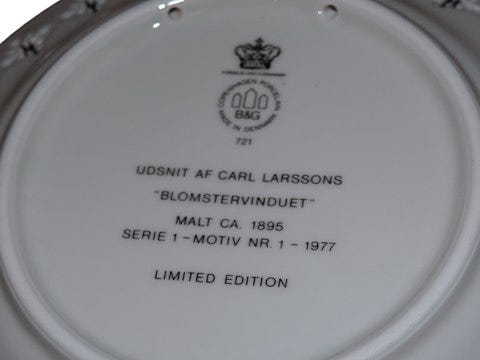 COPENHAGEN PORCELAIN
B&G
MADE IN DENMARK
721
UDSNIT AF CARL LARSSONS
"BLOMSTERVINDUET"
MALT CA. 1895
SERIE 1 - MOTIV NR. 1 - 1977
LIMITED EDITION